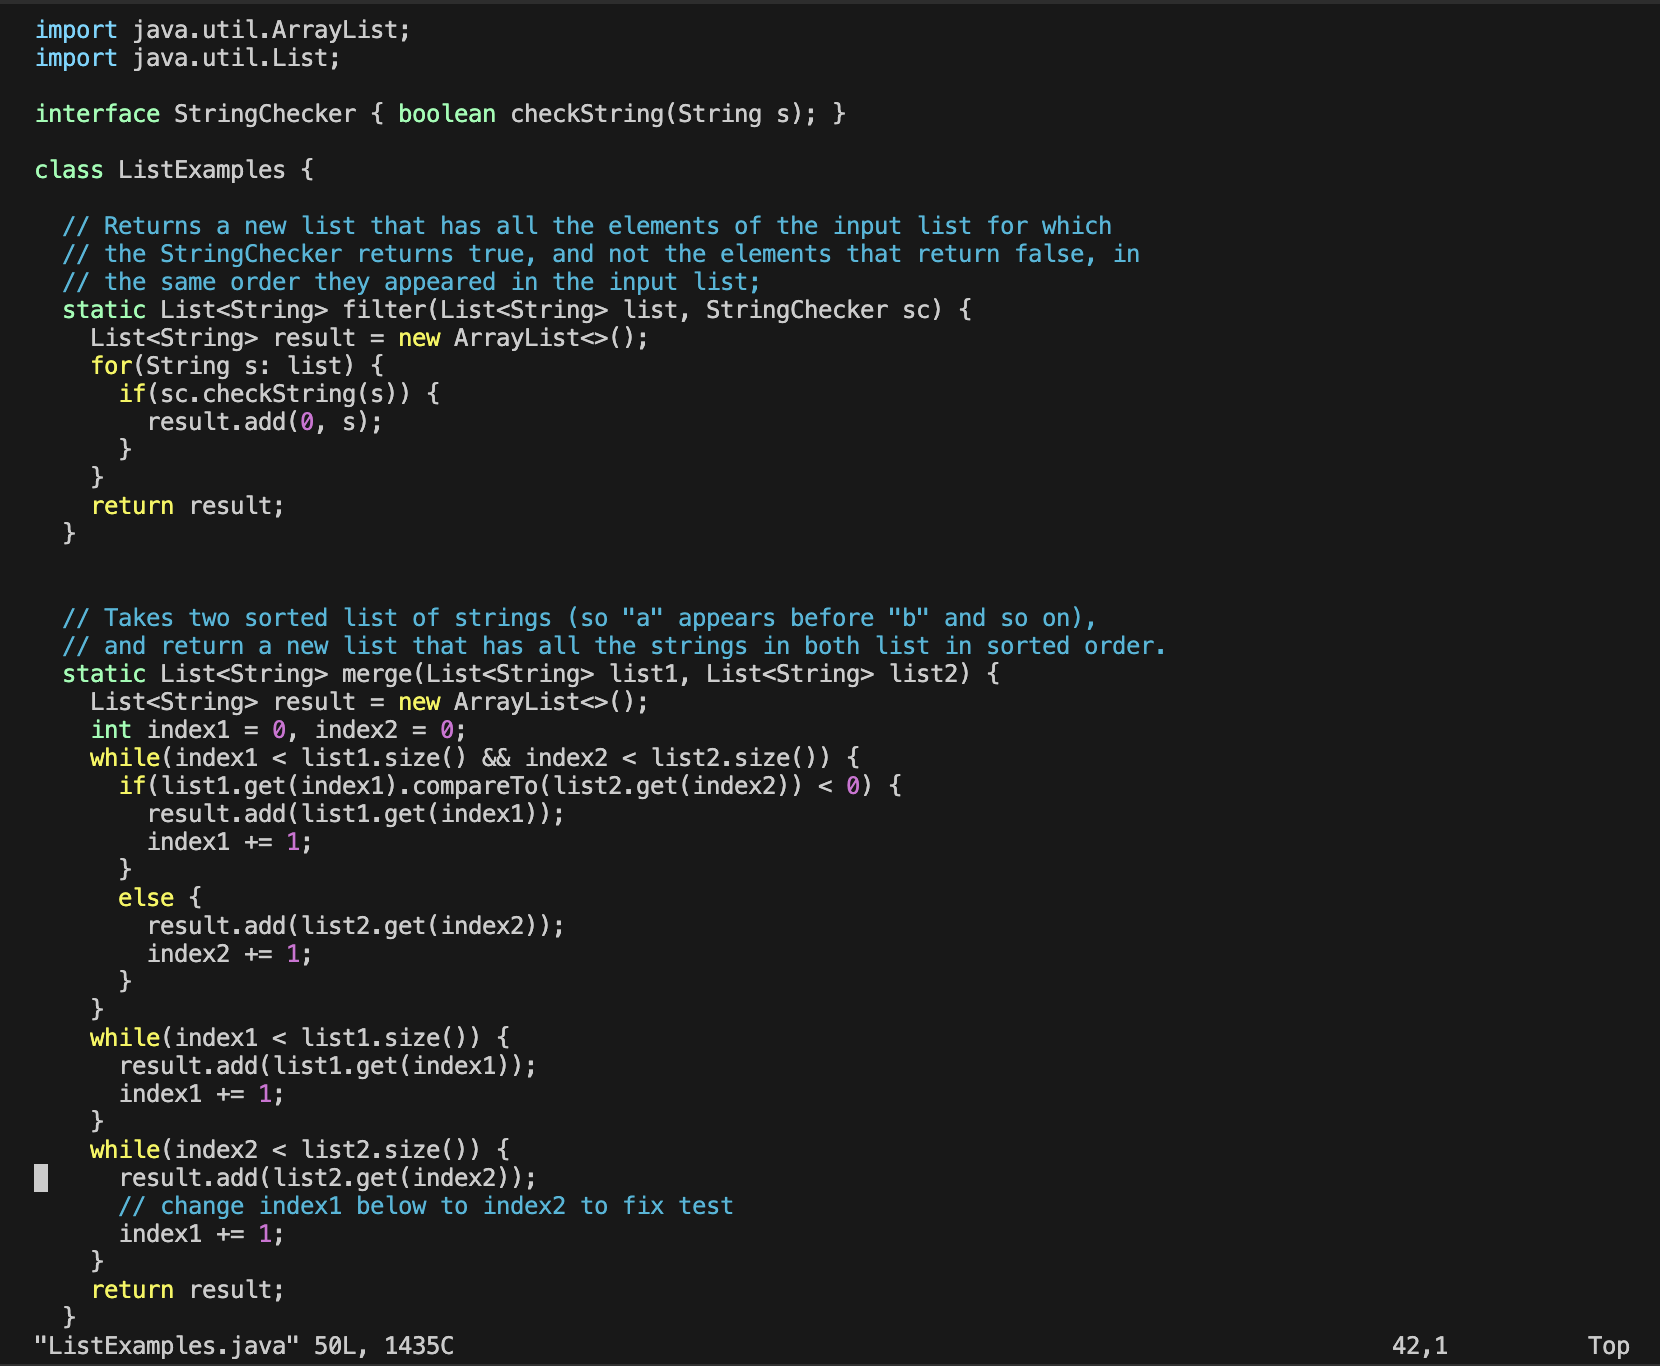 import java.util.ArrayList;
import java.util.List;

interface StringChecker { boolean checkString(String s); }

class ListExamples {

  // Returns a new list that has all the elements of the input list for which
  // the StringChecker returns true, and not the elements that return false, in
  // the same order they appeared in the input list;
  static List<String> filter(List<String> list, StringChecker sc) {
    List<String> result = new ArrayList<>();
    for(String s: list) {
      if(sc.checkString(s)) {
        result.add(0, s);
      }
    }
    return result;
  }


  // Takes two sorted list of strings (so "a" appears before "b" and so on),
  // and return a new list that has all the strings in both list in sorted order.
  static List<String> merge(List<String> list1, List<String> list2) {
    List<String> result = new ArrayList<>();
    int index1 = 0, index2 = 0;
    while(index1 < list1.size() && index2 < list2.size()) {
      if(list1.get(index1).compareTo(list2.get(index2)) < 0) {
        result.add(list1.get(index1));
        index1 += 1;
      }
      else {
        result.add(list2.get(index2));
        index2 += 1;
      }
    }
    while(index1 < list1.size()) {
      result.add(list1.get(index1));
      index1 += 1;
    }
    while(index2 < list2.size()) {
      result.add(list2.get(index2));
      // change index1 below to index2 to fix test
      index1 += 1;
    }
    return result;
  }
"ListExamples.java" 50L, 1435C 42,1 Top